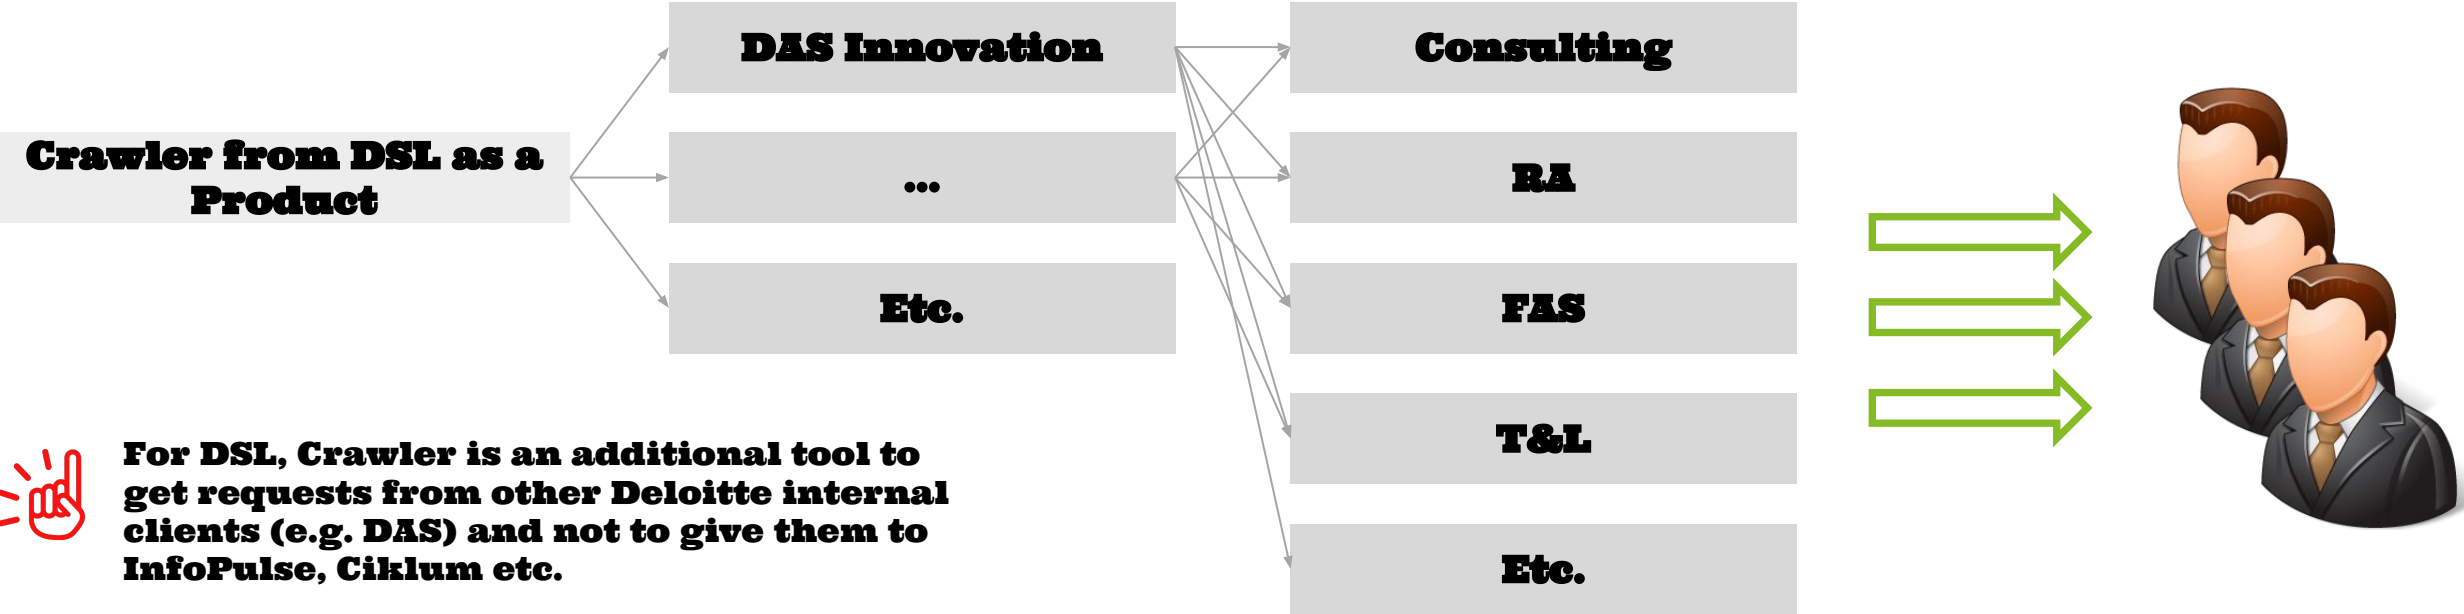 Crawler from DSL as a
Product
DAS Innovation
...
Etc.
Consulting
RA
FAS
T&L
Etc.
For DSL, Crawler is an additional tool to
get requests from other Deloitte internal
clients (e.g. DAS) and not to give them to
InfoPulse, Ciklum etc.